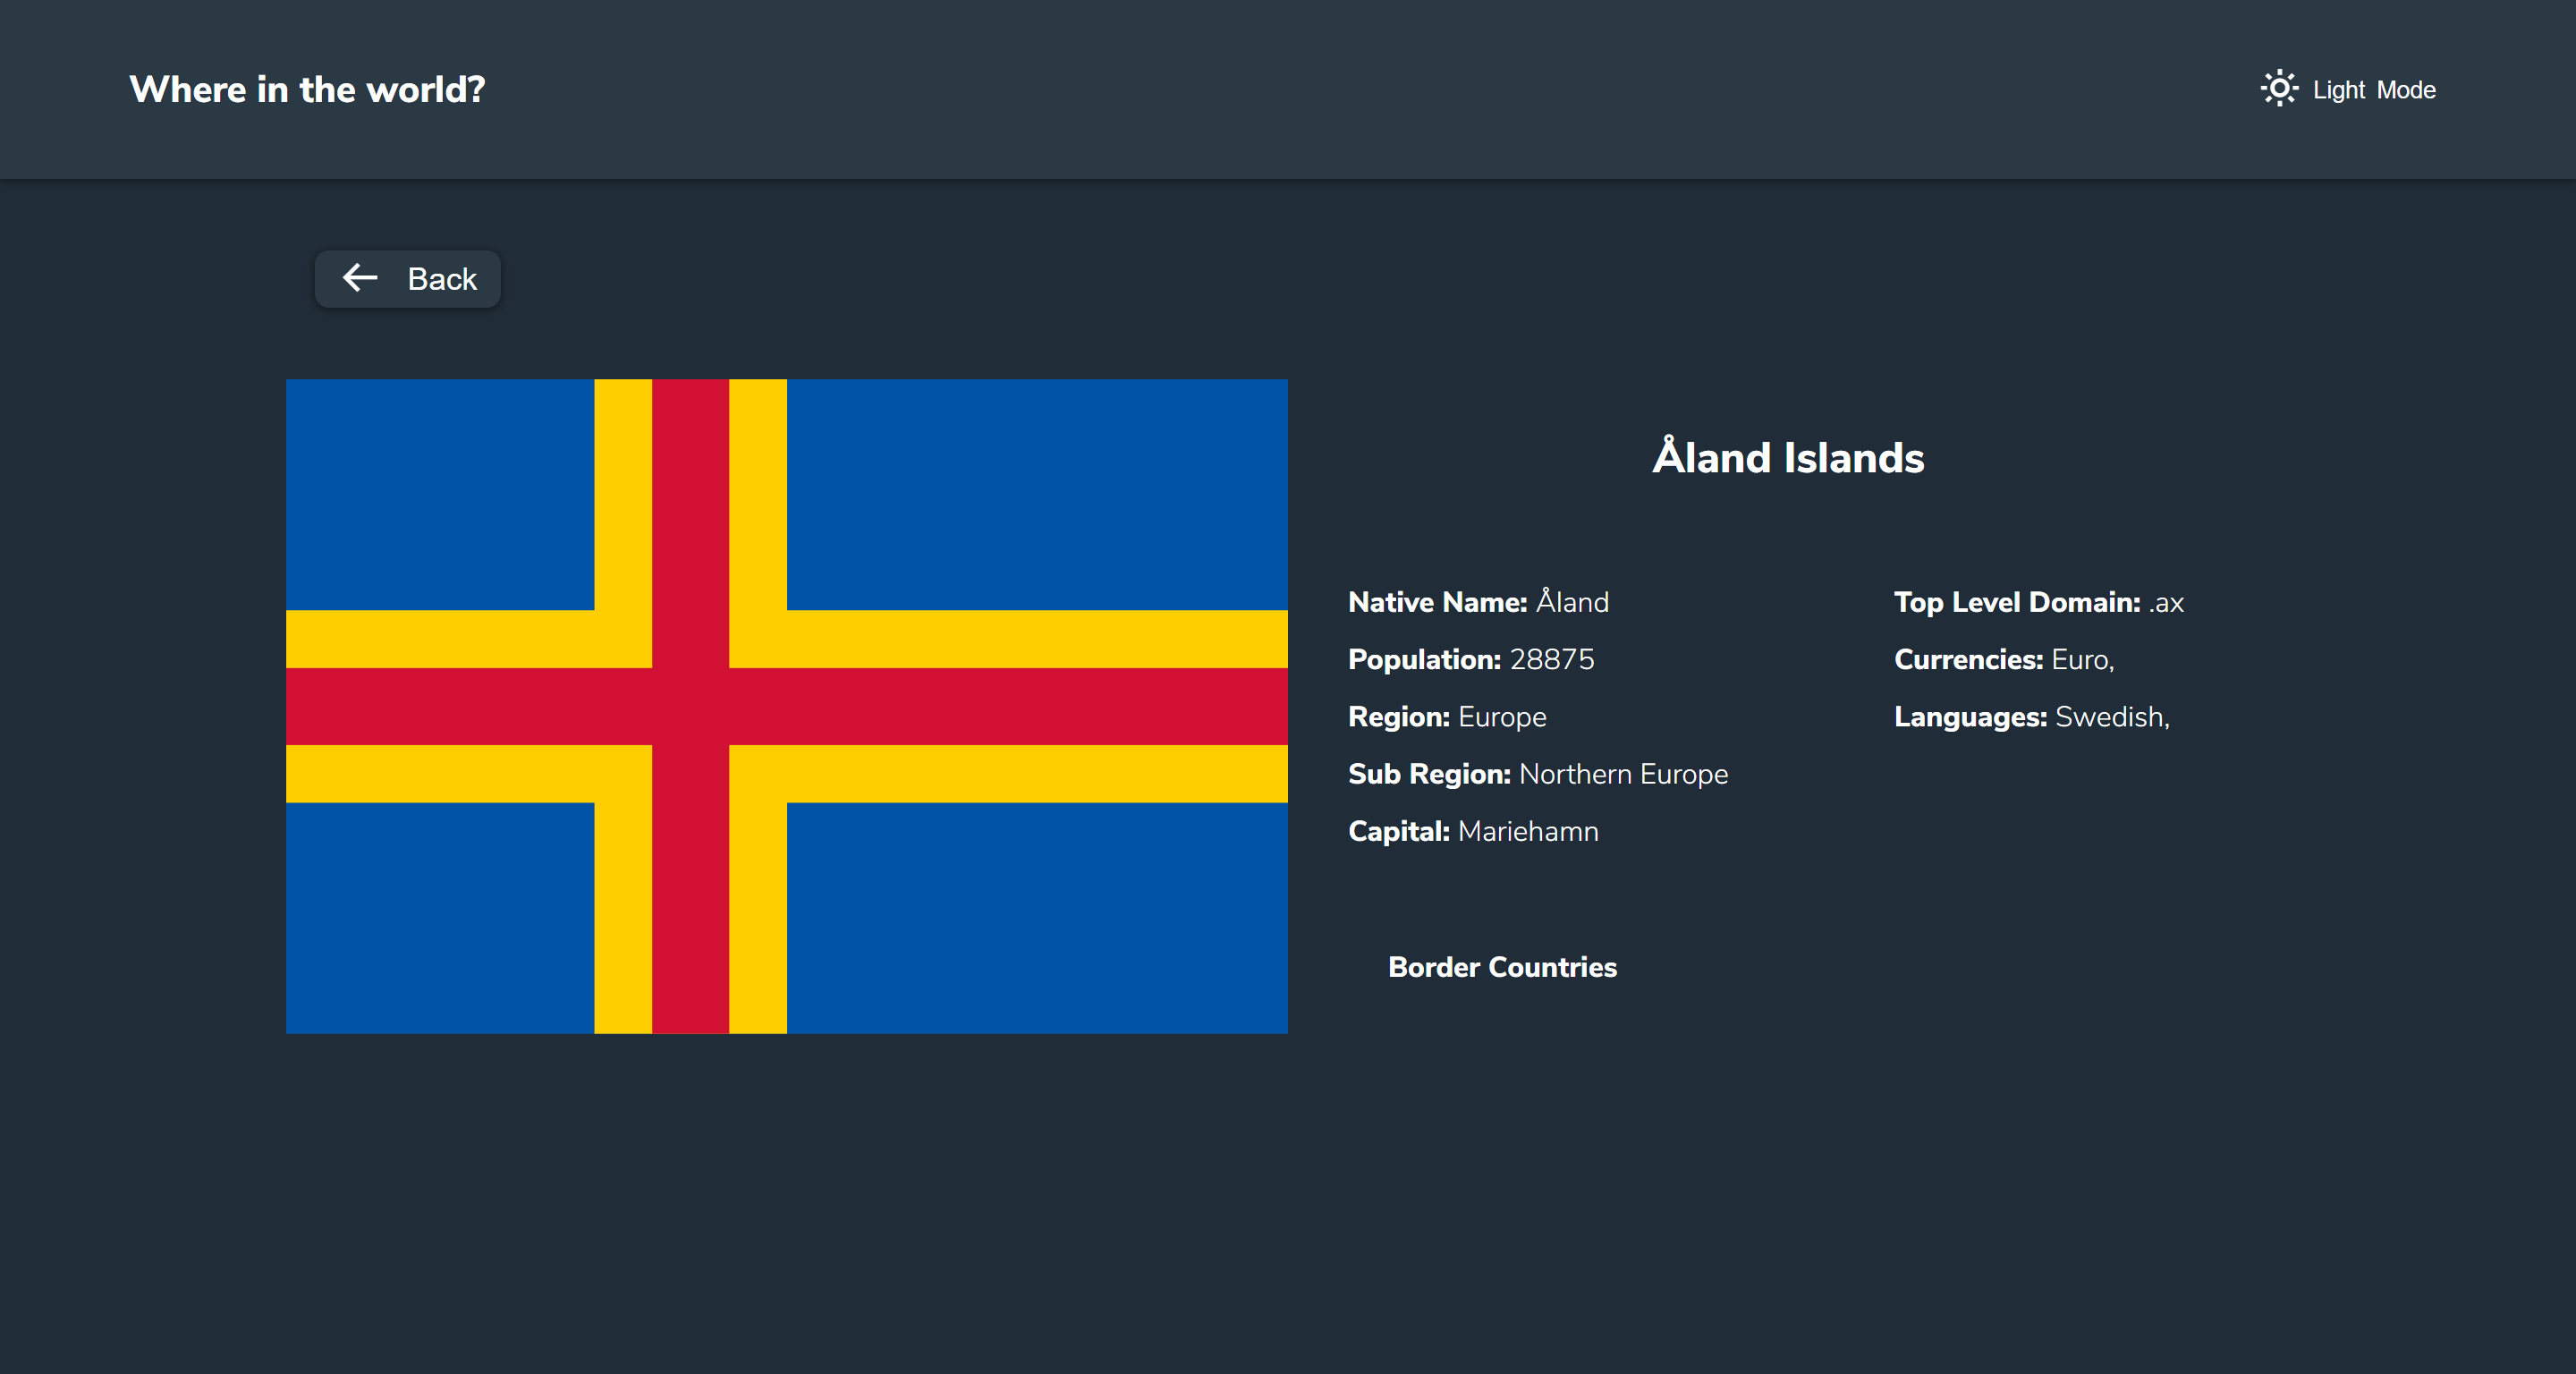 Where in the world?
Light Mode
Back
Åland Islands
Native Name: Åland
Population: 28875
Region: Europe
Sub Region: Northern Europe
Capital: Mariehamn
Top Level Domain: .ax
Currencies: Euro,
Languages: Swedish,
Border Countries